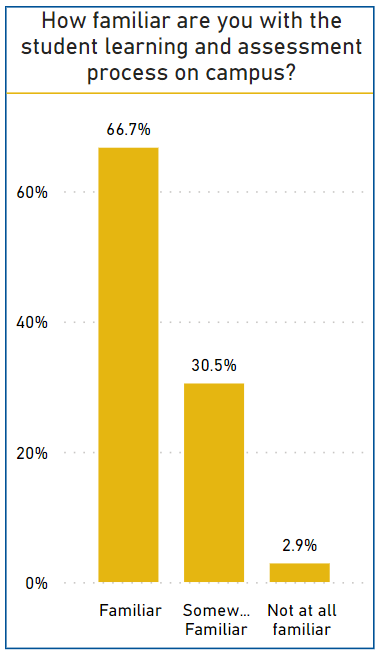 How familiar are you with the
student learning and assessment
process on campus?
66.7%
60%
40%
30.5%
20%
2.9%
0%
Familiar Somew... Not at all
Familiar familiar